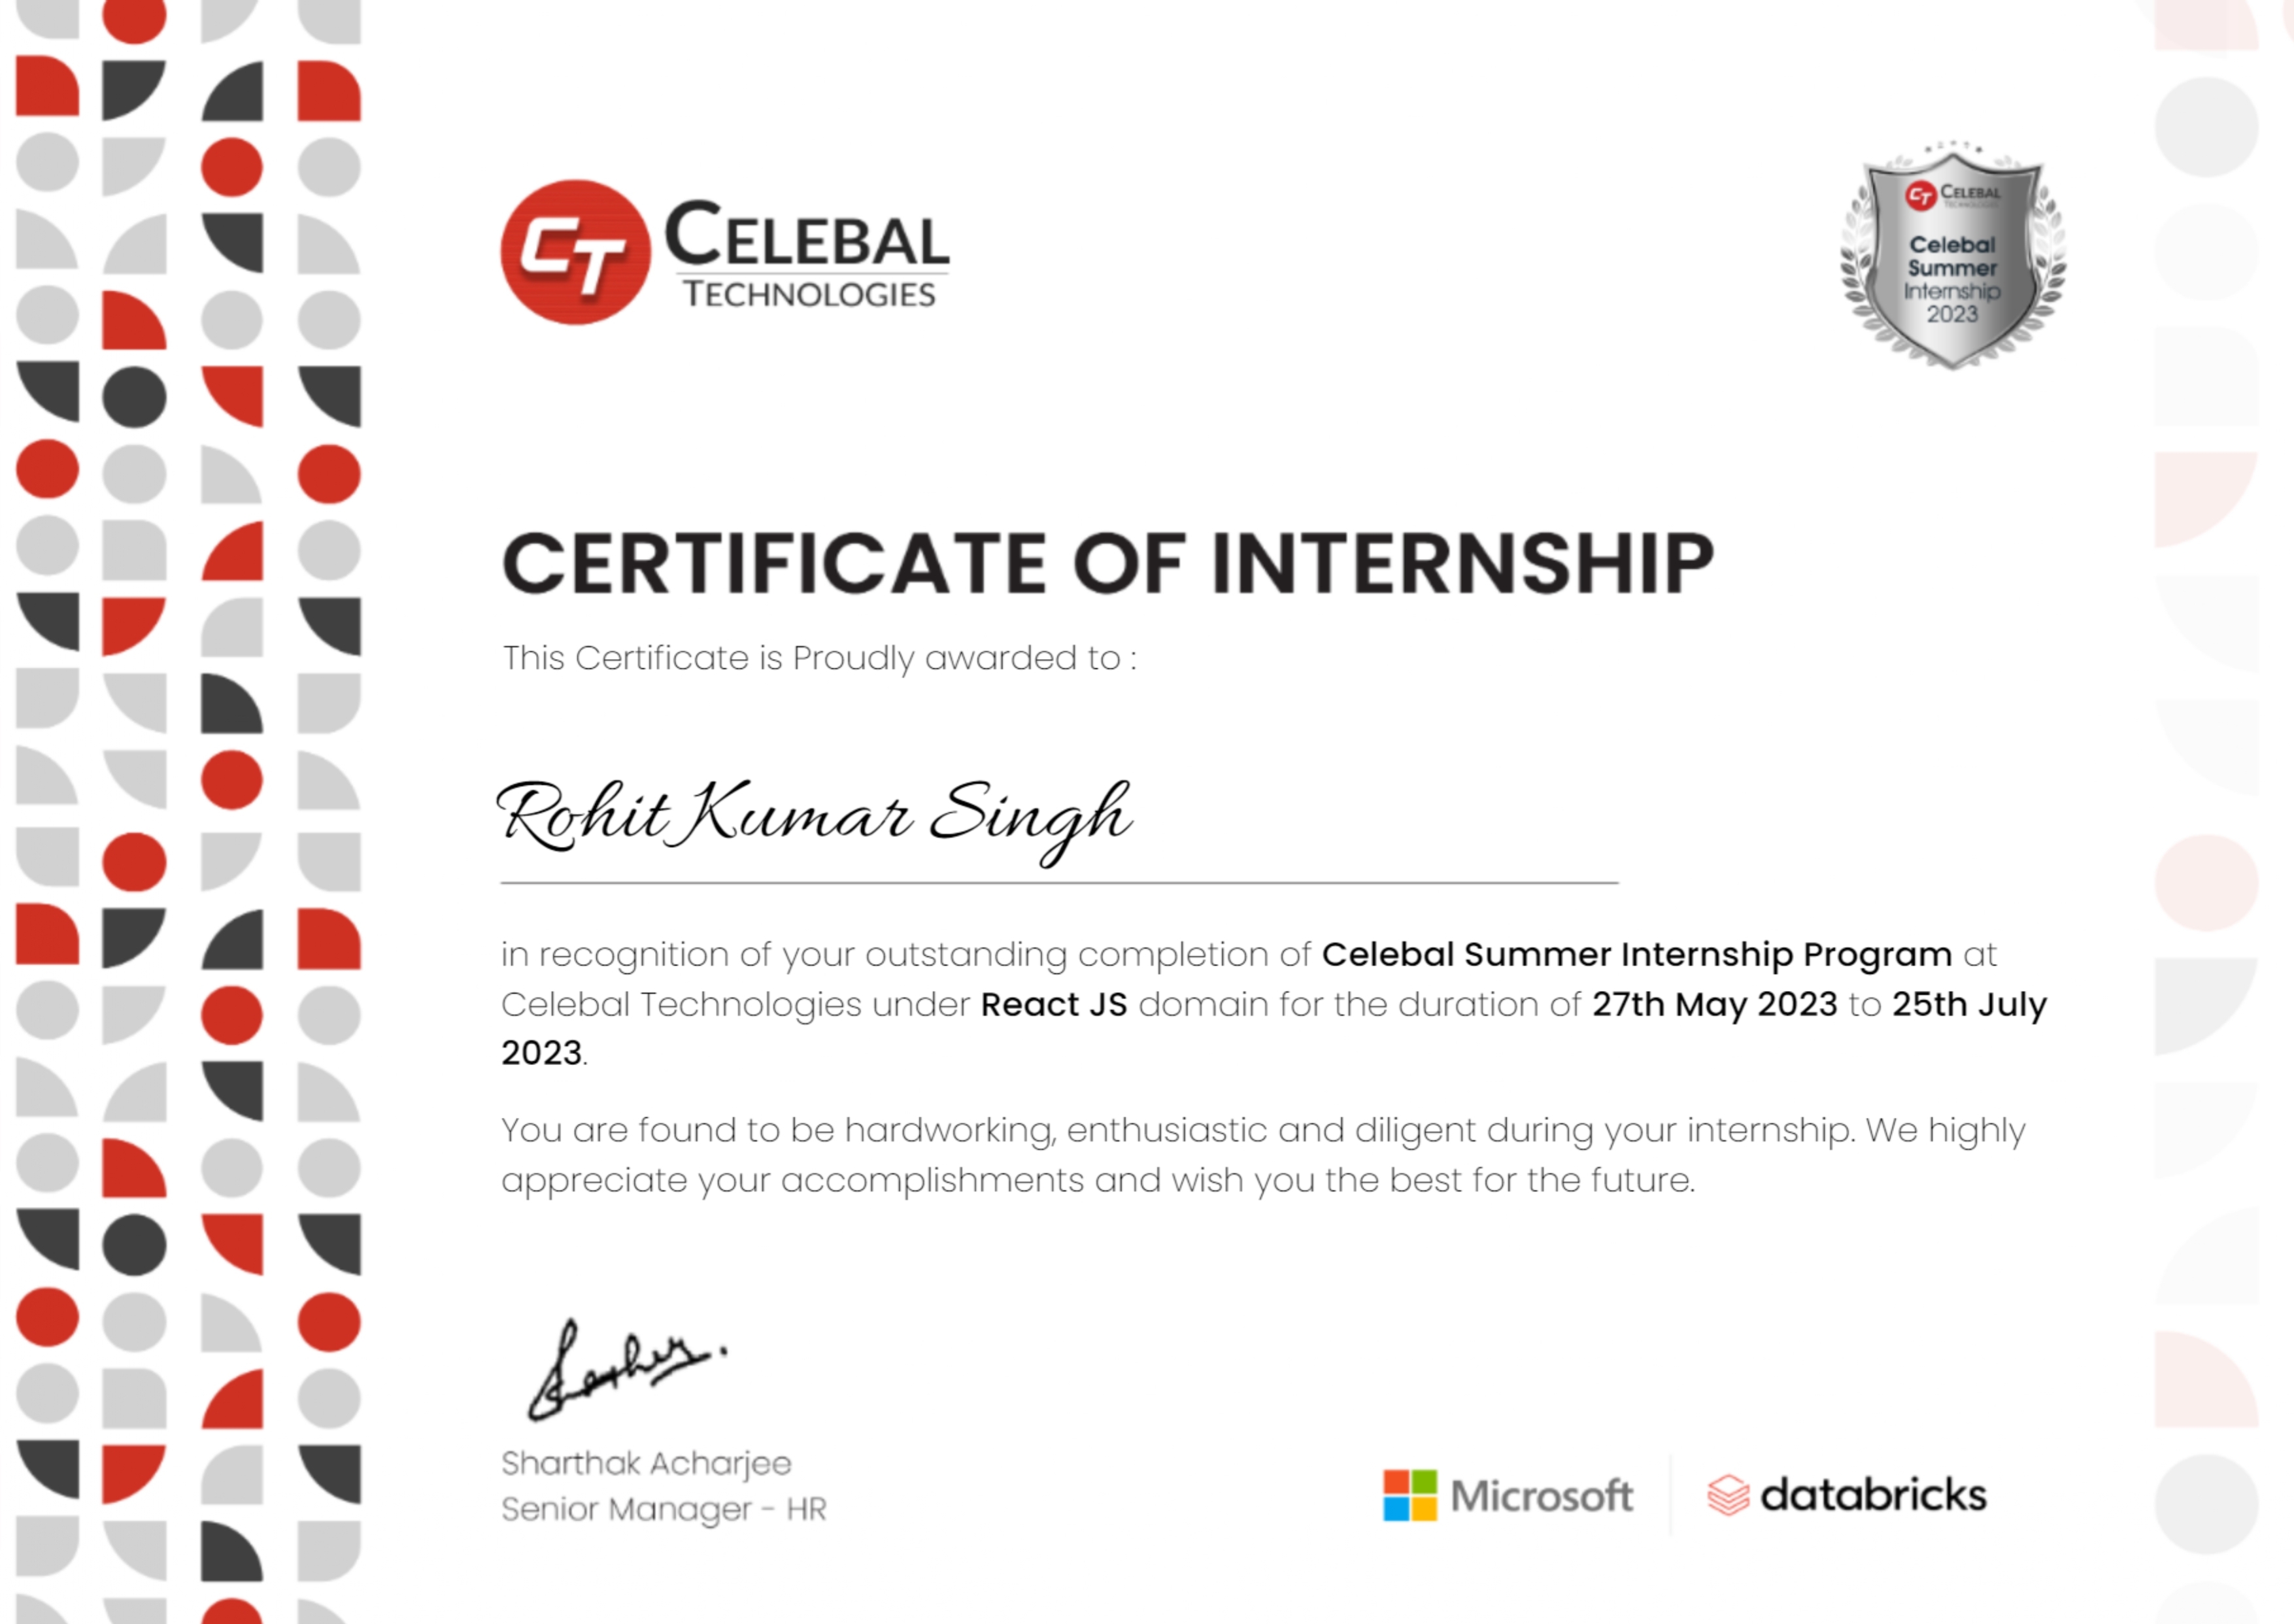 CT CELEBAL
TECHNOLOGIES
CT CELEBAL
TECHNOLOGIES
Celebal
Summer
Internship
2023
CERTIFICATE OF INTERNSHIP
This Certificate is Proudly awarded to :
Rohit Kumar Singh
in recognition of your outstanding completion of Celebal Summer Internship Program at
Celebal Technologies under React JS domain for the duration of 27th May 2023 to 25th July
2023.
You are found to be hardworking, enthusiastic and diligent during your internship. We highly
appreciate your accomplishments and wish you the best for the future.
Sharthak Acharjee
Senior Manager - HR
Microsoft
databricks